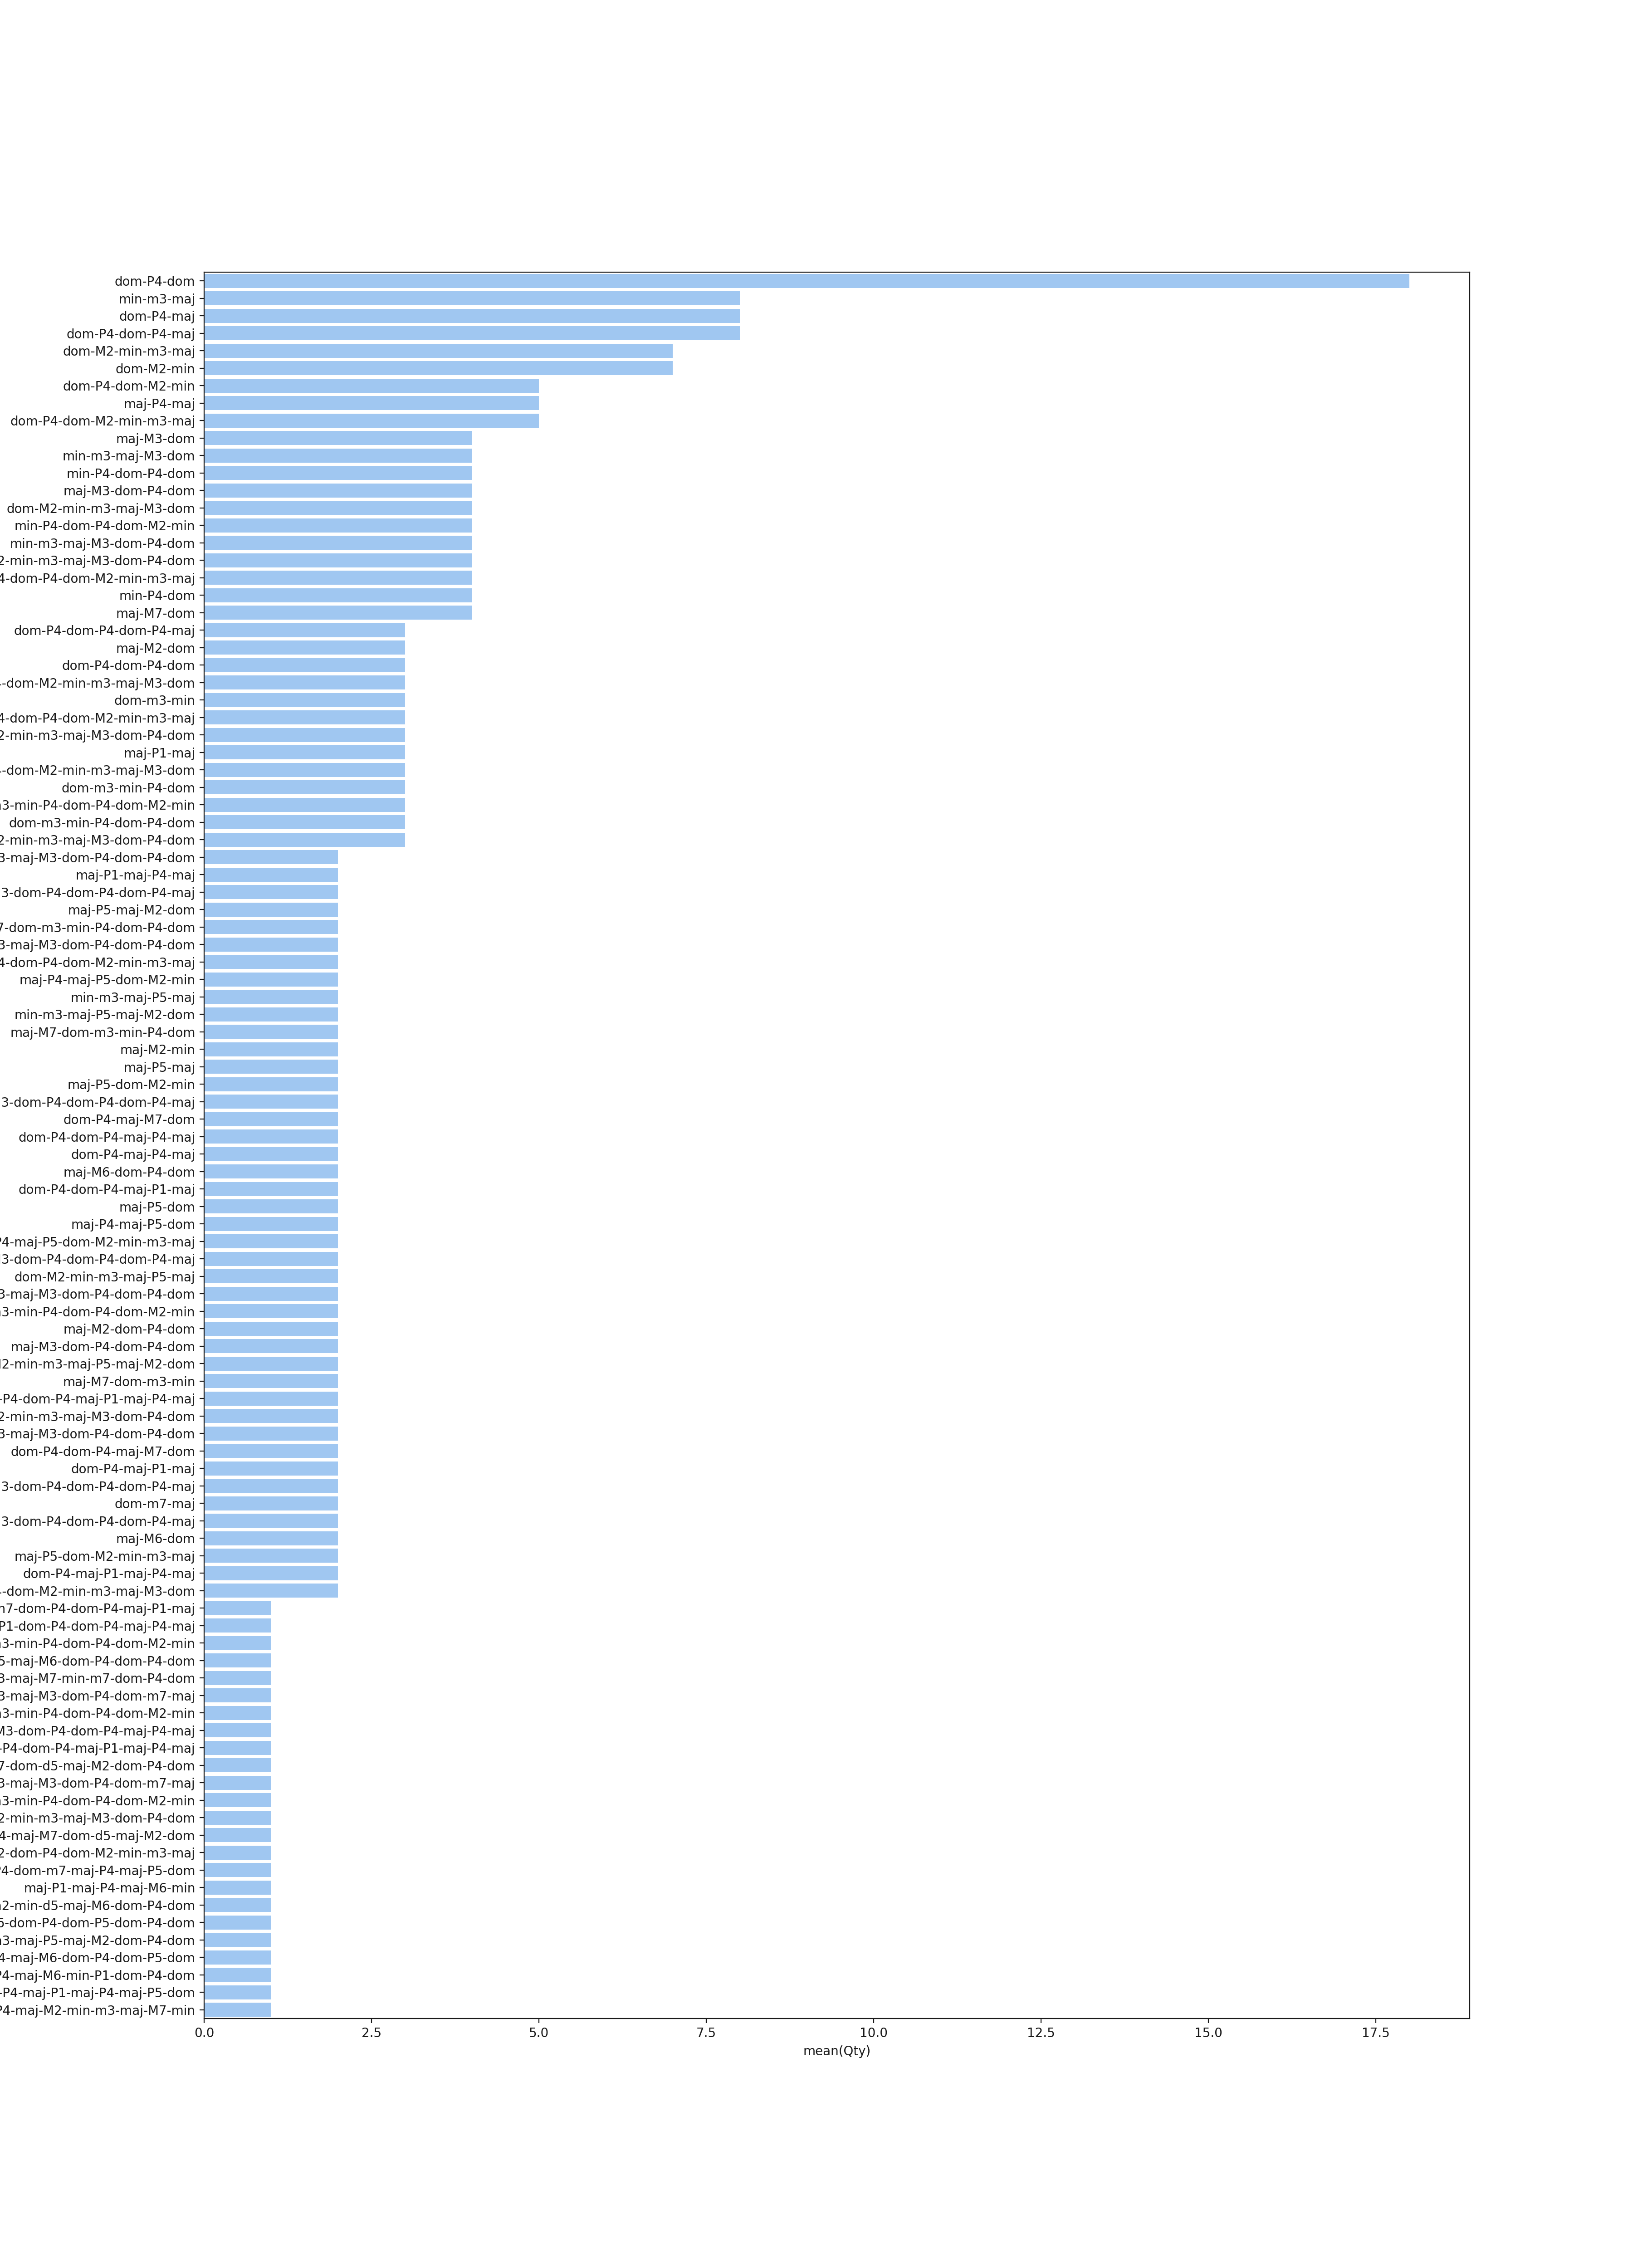 dom-P4-dom
min-m3-maj
dom-P4-maj
dom-P4-dom-P4-maj
dom-M2-min-m3-maj
dom-M2-min
dom-P4-dom-M2-min
maj-P4-maj
dom-P4-dom-M2-min-m3-maj
maj-M3-dom
min-m3-maj-M3-dom
min-P4-dom-P4-dom
maj-M3-dom-P4-dom
dom-M2-min-m3-maj-M3-dom
min-P4-dom-P4-dom-M2-min
min-m3-maj-M3-dom-P4-dom
2-min-m3-maj-M3-dom-P4-dom
4-dom-P4-dom-M2-min-m3-maj
min-P4-dom
maj-M7-dom
dom-P4-dom-P4-dom-P4-maj
maj-M2-dom
dom-P4-dom-P4-dom
-dom-M2-min-m3-maj-M3-dom
dom-m3-min
4-dom-P4-dom-M2-min-m3-maj
2-min-m3-maj-M3-dom-P4-dom
maj-P1-maj
-dom-M2-min-m3-maj-M3-dom
dom-m3-min-P4-dom
3-min-P4-dom-P4-dom-M2-min
dom-m3-min-P4-dom-P4-dom
2-min-m3-maj-M3-dom-P4-dom
3-maj-M3-dom-P4-dom-P4-dom
maj-P1-maj-P4-maj
3-dom-P4-dom-P4-dom-P4-maj
maj-P5-maj-M2-dom
7-dom-m3-min-P4-dom-P4-dom
3-maj-M3-dom-P4-dom-P4-dom
4-dom-P4-dom-M2-min-m3-maj
maj-P4-maj-P5-dom-M2-min
min-m3-maj-P5-maj
min-m3-maj-P5-maj-M2-dom
maj-M7-dom-m3-min-P4-dom
maj-M2-min
maj-P5-maj
maj-P5-dom-M2-min
3-dom-P4-dom-P4-dom-P4-maj
dom-P4-maj-M7-dom
dom-P4-dom-P4-maj-P4-maj
dom-P4-maj-P4-maj
maj-M6-dom-P4-dom
dom-P4-dom-P4-maj-P1-maj
maj-P5-dom
maj-P4-maj-P5-dom
P4-maj-P5-dom-M2-min-m3-maj
3-dom-P4-dom-P4-dom-P4-maj
dom-M2-min-m3-maj-P5-maj
3-maj-M3-dom-P4-dom-P4-dom
3-min-P4-dom-P4-dom-M2-min
maj-M2-dom-P4-dom
maj-M3-dom-P4-dom-P4-dom
2-min-m3-maj-P5-maj-M2-dom
maj-M7-dom-m3-min
-P4-dom-P4-maj-P1-maj-P4-maj
2-min-m3-maj-M3-dom-P4-dom
3-maj-M3-dom-P4-dom-P4-dom
dom-P4-dom-P4-maj-M7-dom
dom-P4-maj-P1-maj
3-dom-P4-dom-P4-dom-P4-maj
dom-m7-maj
3-dom-P4-dom-P4-dom-P4-maj
maj-M6-dom
maj-P5-dom-M2-min-m3-maj
dom-P4-maj-P1-maj-P4-maj
-dom-M2-min-m3-maj-M3-dom
m7-dom-P4-dom-P4-maj-P1-maj
P1-dom-P4-dom-P4-maj-P4-maj
3-min-P4-dom-P4-dom-M2-min
5-maj-M6-dom-P4-dom-P4-dom
3-maj-M7-min-m7-dom-P4-dom
3-maj-M3-dom-P4-dom-m7-maj
3-min-P4-dom-P4-dom-M2-min
M3-dom-P4-dom-P4-maj-P4-maj
-P4-dom-P4-maj-P1-maj-P4-maj
7-dom-d5-maj-M2-dom-P4-dom
3-maj-M3-dom-P4-dom-m7-maj
3-min-P4-dom-P4-dom-M2-min
2-min-m3-maj-M3-dom-P4-dom
4-maj-M7-dom-d5-maj-M2-dom
2-dom-P4-dom-M2-min-m3-maj
P4-dom-m7-maj-P4-maj-P5-dom
maj-P1-maj-P4-maj-M6-min
2-min-d5-maj-M6-dom-P4-dom
6-dom-P4-dom-P5-dom-P4-dom
3-maj-P5-maj-M2-dom-P4-dom
4-maj-M6-dom-P4-dom-P5-dom
P4-maj-M6-min-P1-dom-P4-dom
-P4-maj-P1-maj-P4-maj-P5-dom
P4-maj-M2-min-m3-maj-M7-min
0.0 2.5 5.0 7.5 10.0 12.5 15.0 17.5
mean(Qty)